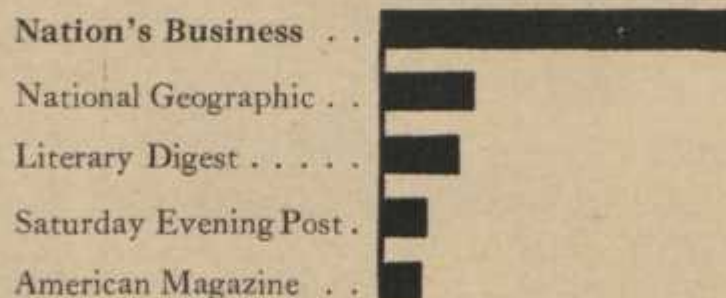 Nation's Business . .
National Geographic . .
Literary Digest . . . . .
Saturday Evening Post .
American Magazine . .